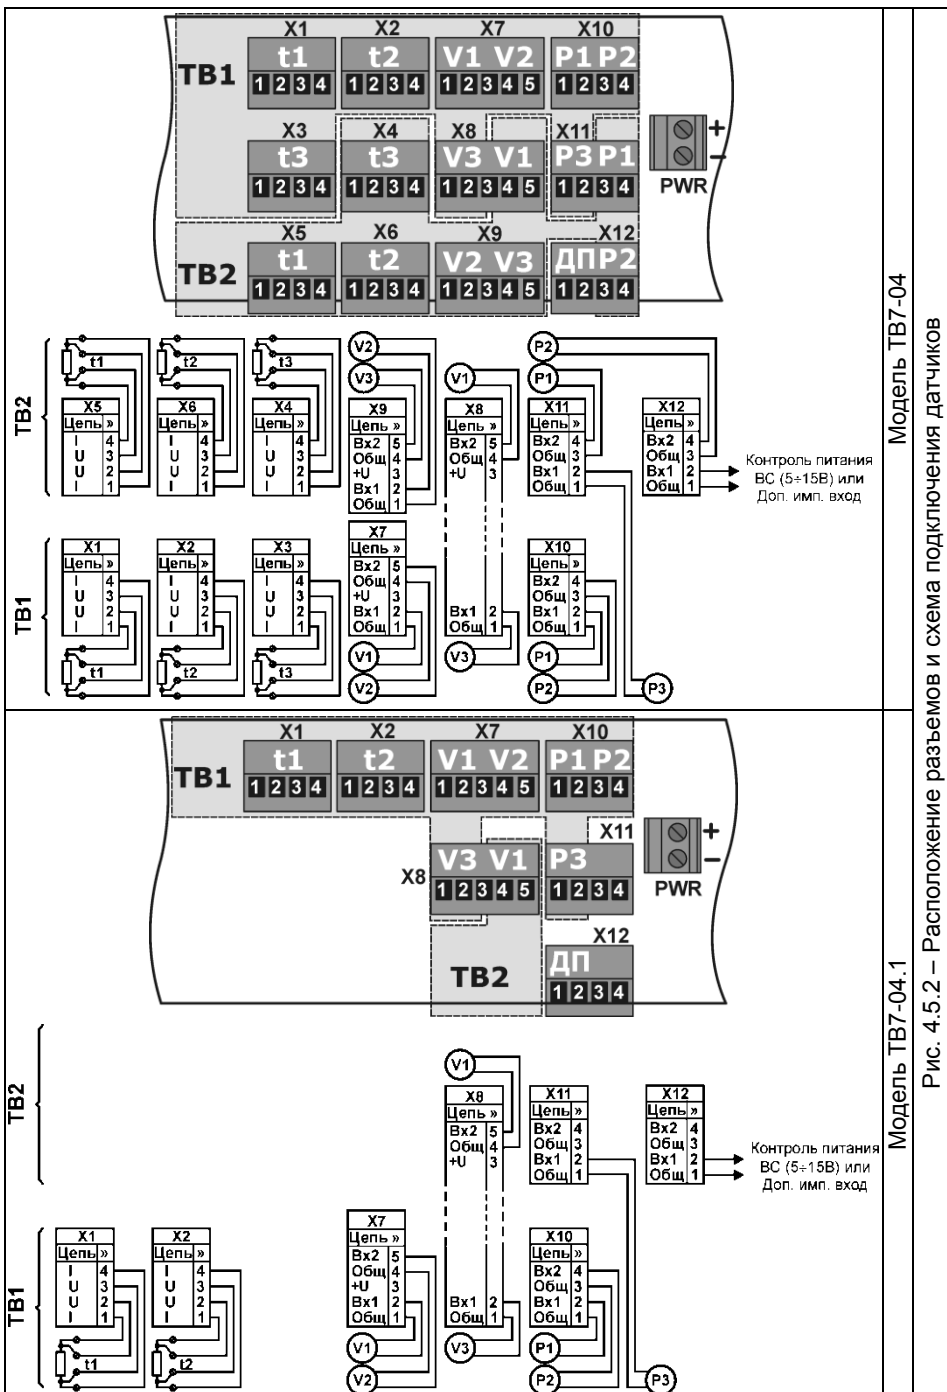 X1 X2 X7 X10
ТВ1 t1 t2 V1 V2 P1 P2
1 2 3 4 1 2 3 4 1 2 3 4 5 1 2 3 4
X3 X4 X8 X11
t3 t3 V3 V1 P3 P1
1 2 3 4 1 2 3 4 1 2 3 4 5 1 2 3 4
+
–
PWR
X5 X6 X9 X12
ТВ2 t1 t2 V2 V3 ДП P2
1 2 3 4 1 2 3 4 1 2 3 4 5 1 2 3 4
ТВ2
t1 t2 t3 V2 V3 V1 P2 P1
X5
Цепь »
I 4
U 3
U 2
I 1
X6
Цепь »
I 4
U 3
U 2
I 1
X4
Цепь »
I 4
U 3
U 2
I 1
X9
Цепь »
Вх2 5
Общ 4
+U 3
Вх1 2
Общ 1
X8
Цепь »
Вх2 5
Общ 4
+U 3
Вх1 2
Общ 1
V3
X11
Цепь »
Вх2 4
Общ 3
Вх1 2
Общ 1
X12
Цепь »
Вх2 4
Общ 3
Вх1 2
Общ 1
Контроль питания
ВС (5÷15В) или
Доп. имп. вход
ТВ1
X1
Цепь »
I 4
U 3
U 2
I 1
t1
X2
Цепь »
I 4
U 3
U 2
I 1
t2
X3
Цепь »
I 4
U 3
U 2
I 1
t3
X7
Цепь »
Вх2 5
Общ 4
+U 3
Вх1 2
Общ 1
V1
V2
X10
Цепь »
Вх2 4
Общ 3
Вх1 2
Общ 1
P1
P2
P3
Модель ТВ7-04
X1 X2 X7 X10
ТВ1 t1 t2 V1 V2 P1 P2
1 2 3 4 1 2 3 4 1 2 3 4 5 1 2 3 4
X11
X8 V3 V1 P3
1 2 3 4 5 1 2 3 4
+
–
PWR
X12
ТВ2 ДП
1 2 3 4
ТВ2
V1
X8
Цепь »
Вх2 5
Общ 4
+U 3
Вх1 2
Общ 1
V3
X11
Цепь »
Вх2 4
Общ 3
Вх1 2
Общ 1
X12
Цепь »
Вх2 4
Общ 3
Вх1 2
Общ 1
Контроль питания
ВС (5÷15В) или
Доп. имп. вход
ТВ1
X1
Цепь »
I 4
U 3
U 2
I 1
t1
X2
Цепь »
I 4
U 3
U 2
I 1
t2
X7
Цепь »
Вх2 5
Общ 4
+U 3
Вх1 2
Общ 1
V1
V2
X10
Цепь »
Вх2 4
Общ 3
Вх1 2
Общ 1
P1
P2
P3
Модель ТВ7-04.1
Рис. 4.5.2 – Расположение разъемов и схема подключения датчиков